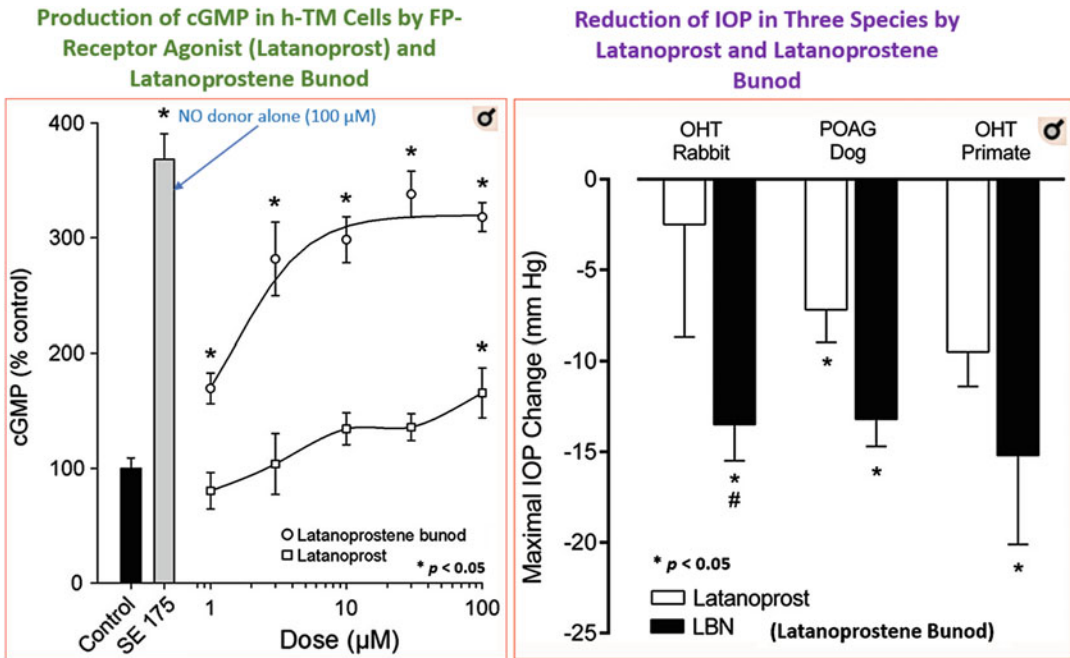 Production of cGMP in h-TM Cells by FP-
Receptor Agonist (Latanoprost) and
Latanoprostene Bunod
400
300
200
100
0
cGMP (% control)
*
NO donor alone (100 μM)
♂
*
*
*
*
*
*
Latanoprostene bunod
Latanoprost
* p < 0.05
Control
SE 175
1
10
100
Dose (μM)
Reduction of IOP in Three Species by
Latanoprost and Latanoprostene
Bunod
OHT
Rabbit
POAG
Dog
OHT
Primate
♂
0
-5
-10
-15
-20
-25
Maximal IOP Change (mm Hg)
*
#
*
*
*
* p < 0.05
Latanoprost
LBN
(Latanoprostene Bunod)